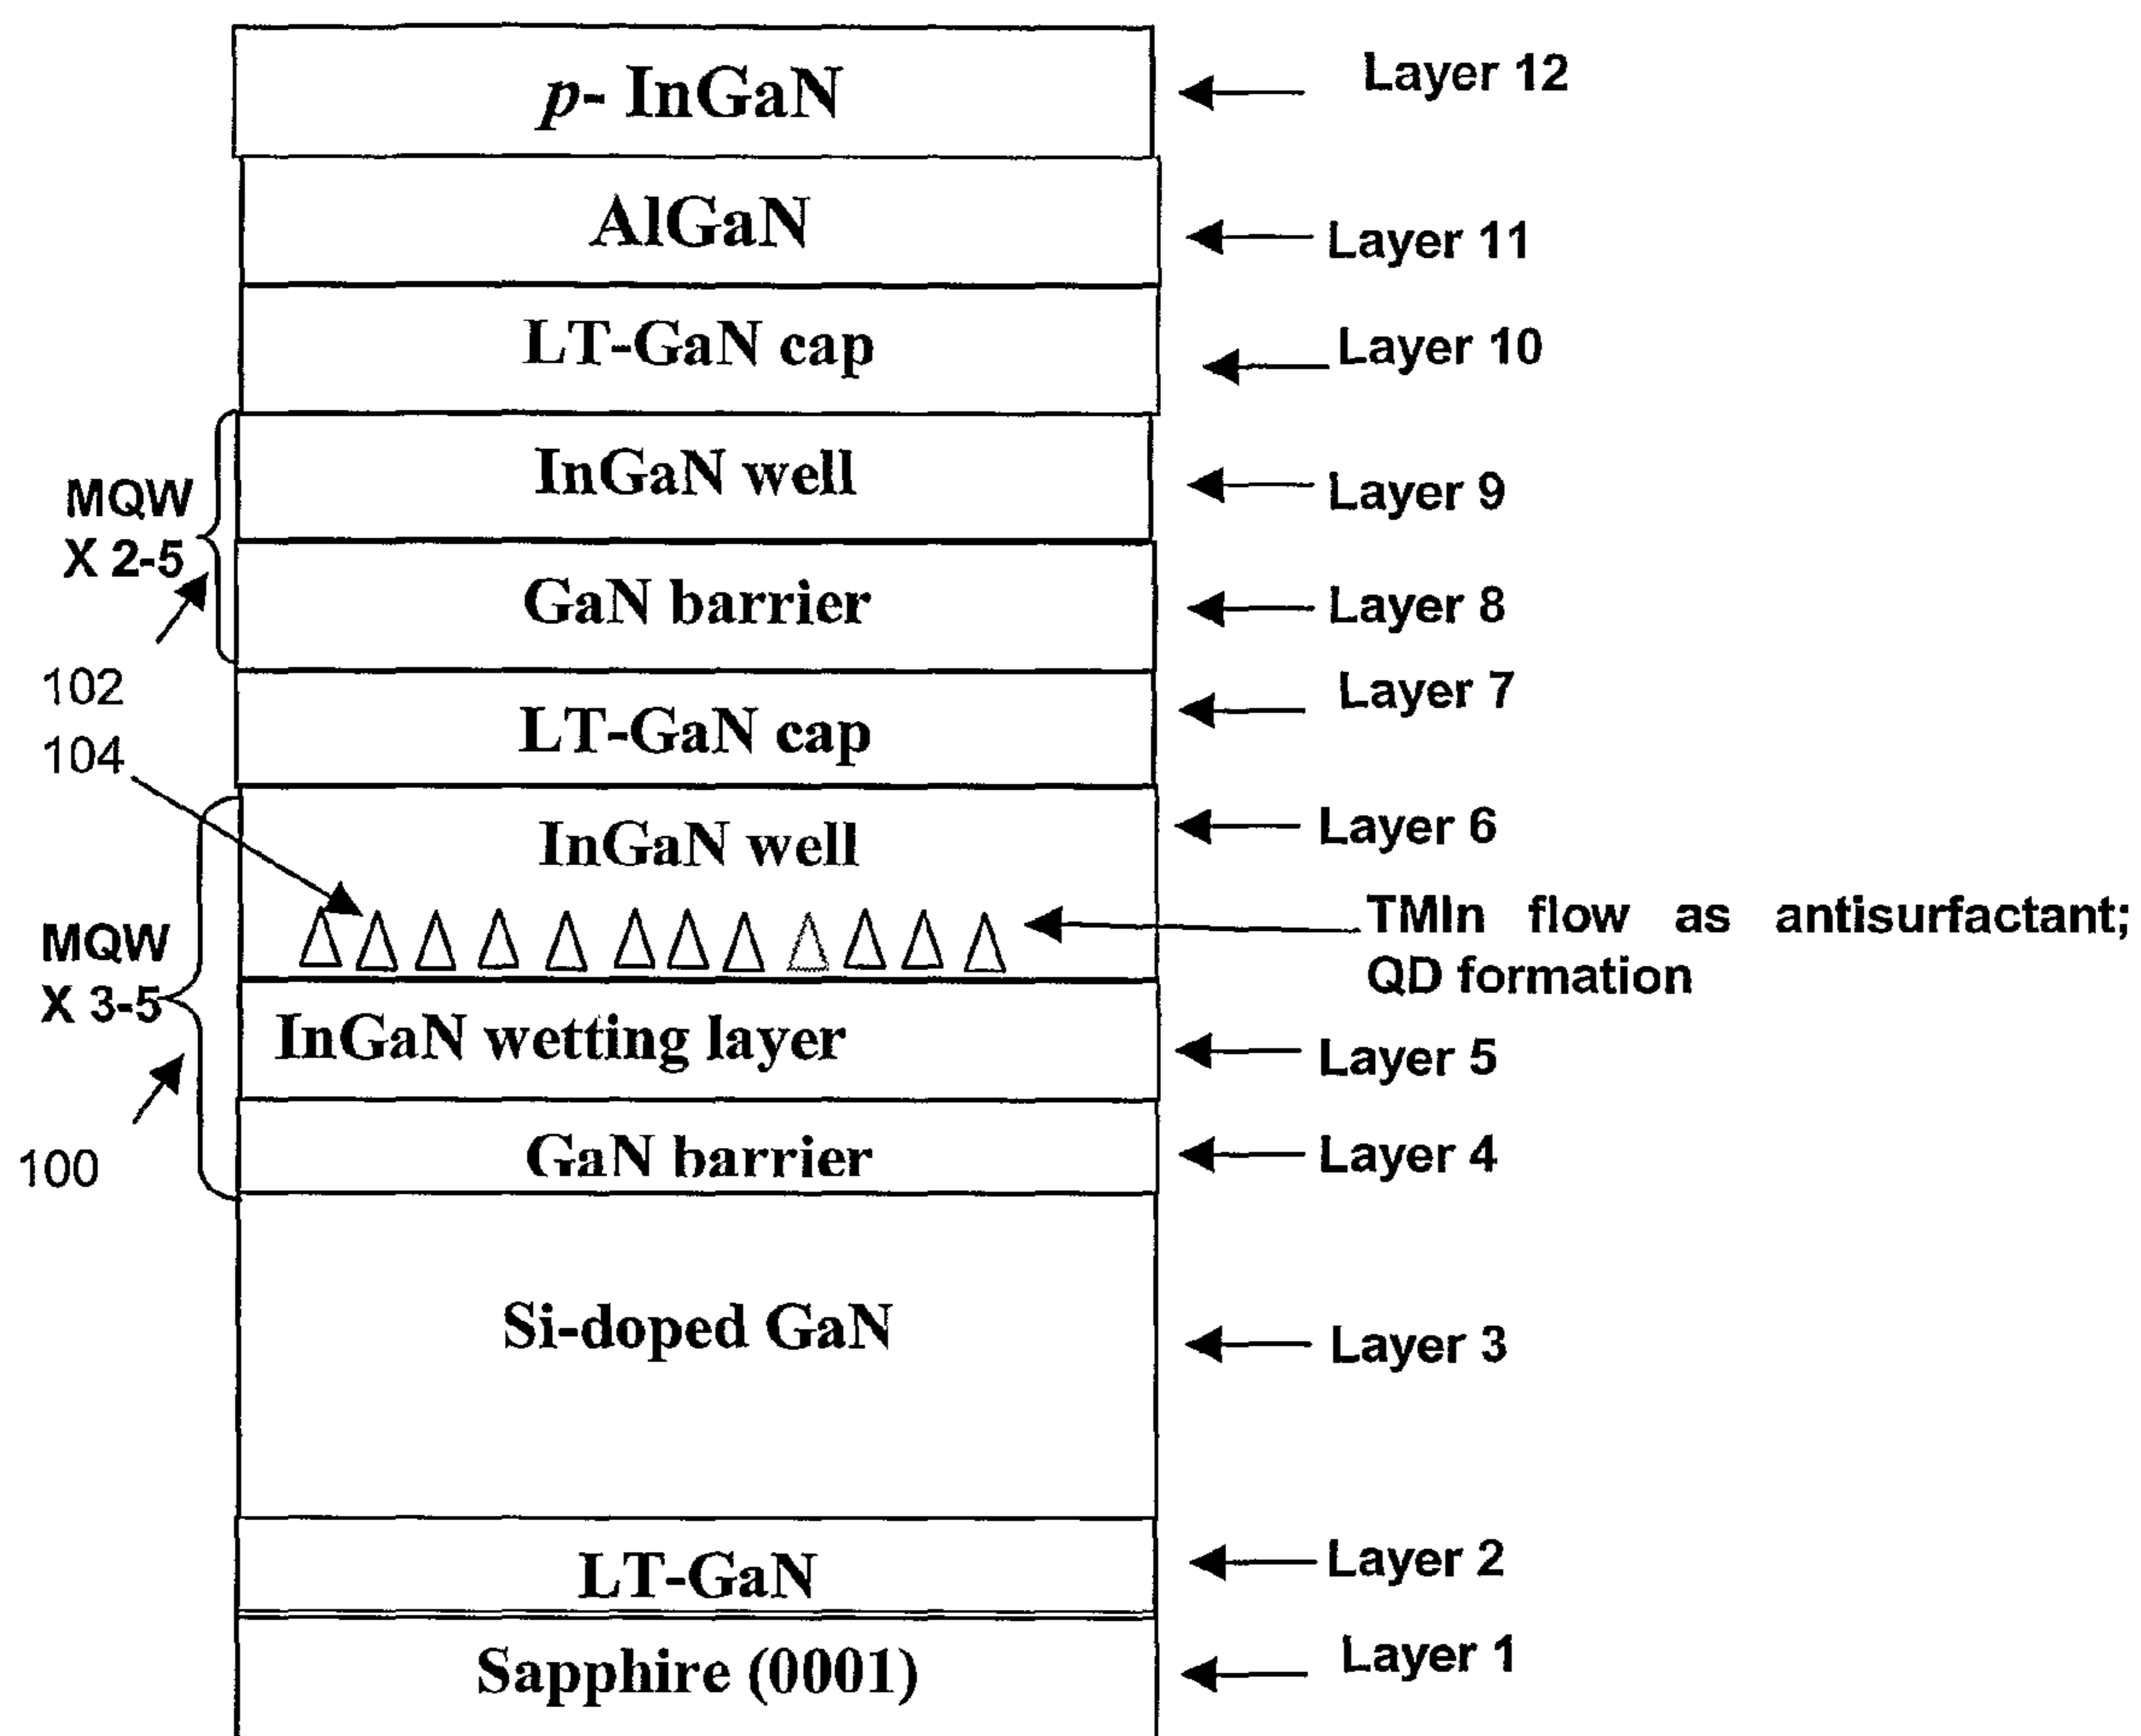 p- InGaN
Layer 12
AlGaN
Layer 11
LT-GaN cap
Layer 10
InGaN well
Layer 9
MQW
X 2-5
GaN barrier
Layer 8
102
LT-GaN cap
Layer 7
104
InGaN well
Layer 6
TMIn flow as antisurfactant;
QD formation
MQW
X 3-5
InGaN wetting layer
Layer 5
GaN barrier
Layer 4
100
Si-doped GaN
Layer 3
LT-GaN
Layer 2
Sapphire (0001)
Layer 1